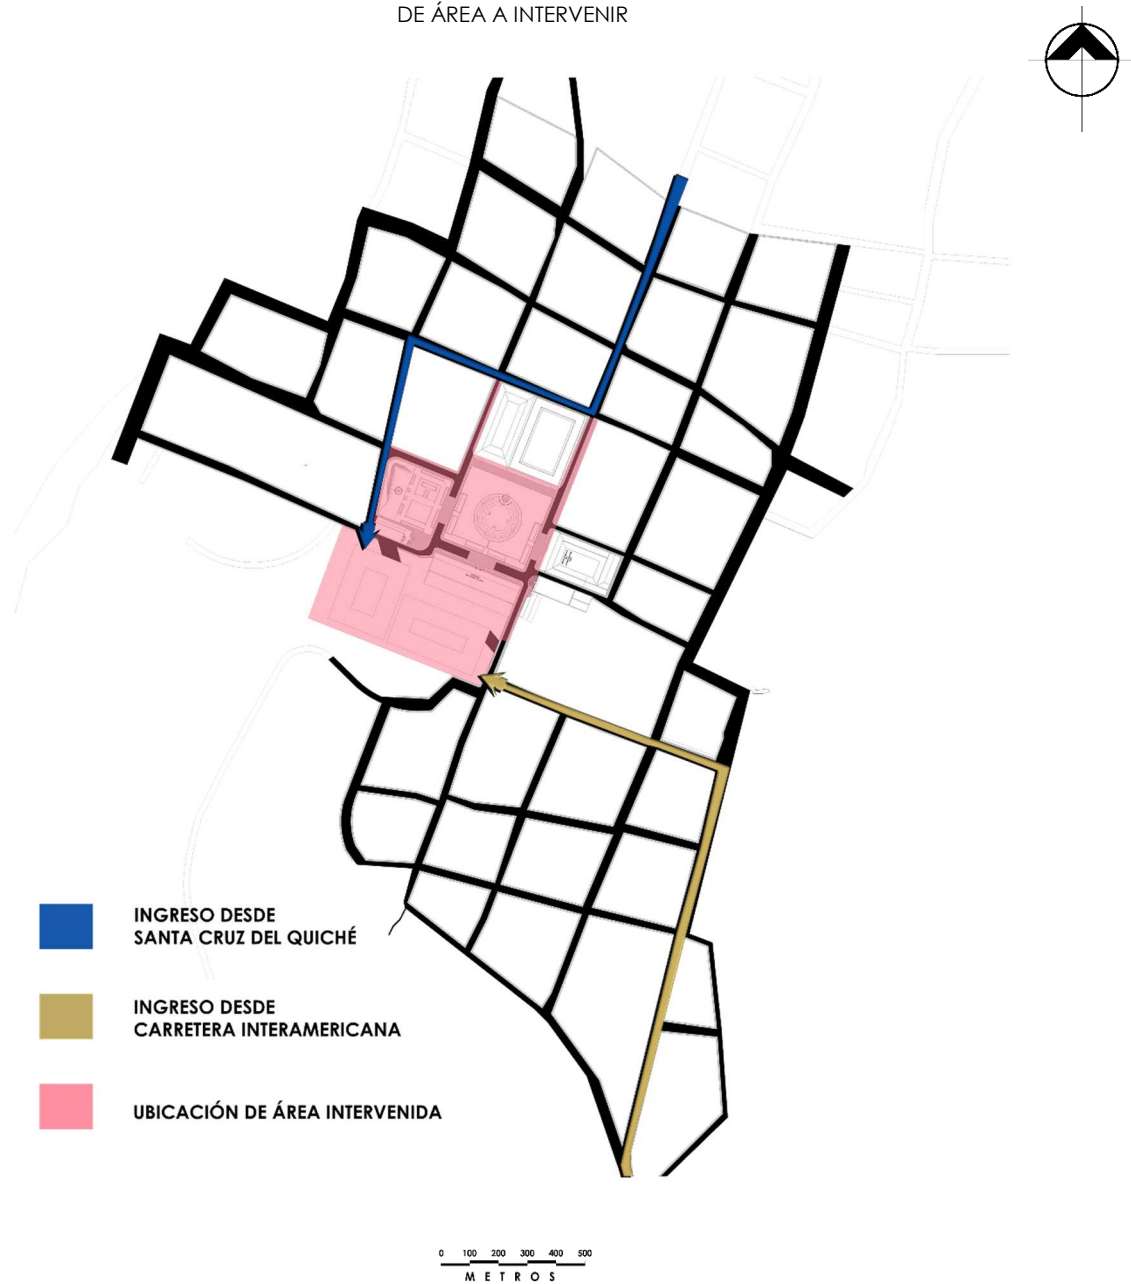 DE ÁREA A INTERVENIR
INGRESO DESDE
SANTA CRUZ DEL QUICHÉ
INGRESO DESDE
CARRETERA INTERAMERICANA
UBICACIÓN DE ÁREA INTERVENIDA
0 100 200 300 400 500
METROS